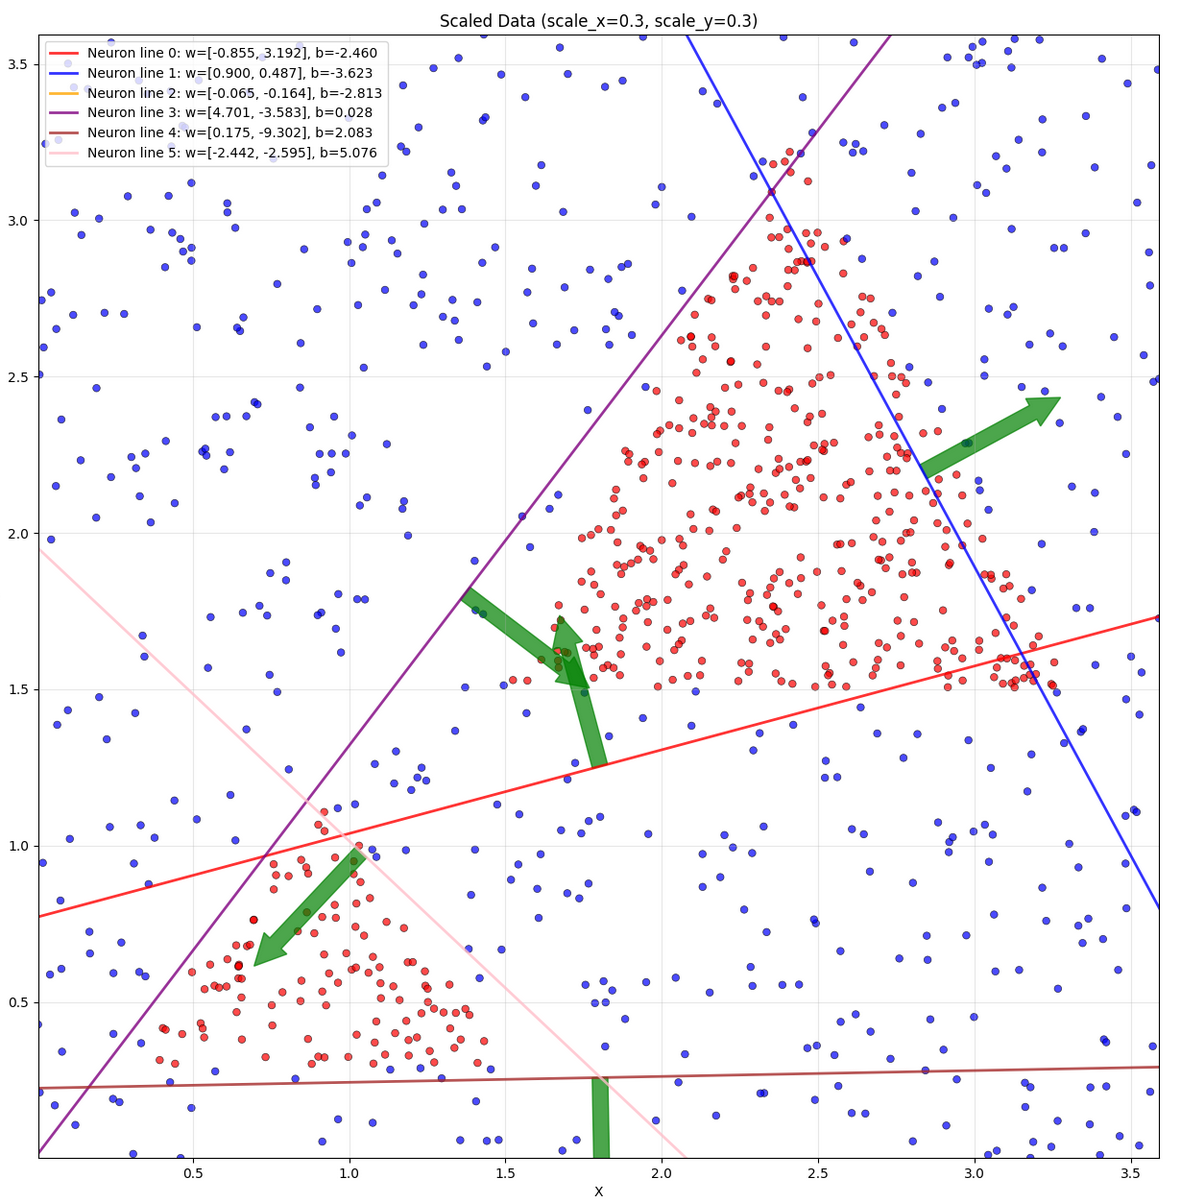 Scaled Data (scale_x=0.3, scale_y=0.3)
Neuron line 0: w=[-0.855, 3.192], b=-2.460
Neuron line 1: w=[0.900, 0.487], b=-3.623
Neuron line 2: w=[-0.065, -0.164], b=-2.813
Neuron line 3: w=[4.701, -3.583], b=0.028
Neuron line 4: w=[0.175, -9.302], b=2.083
Neuron line 5: w=[-2.442, -2.595], b=5.076
3.5
3.0
2.5
2.0
1.5
1.0
0.5
0.5 1.0 1.5 2.0 2.5 3.0 3.5
X